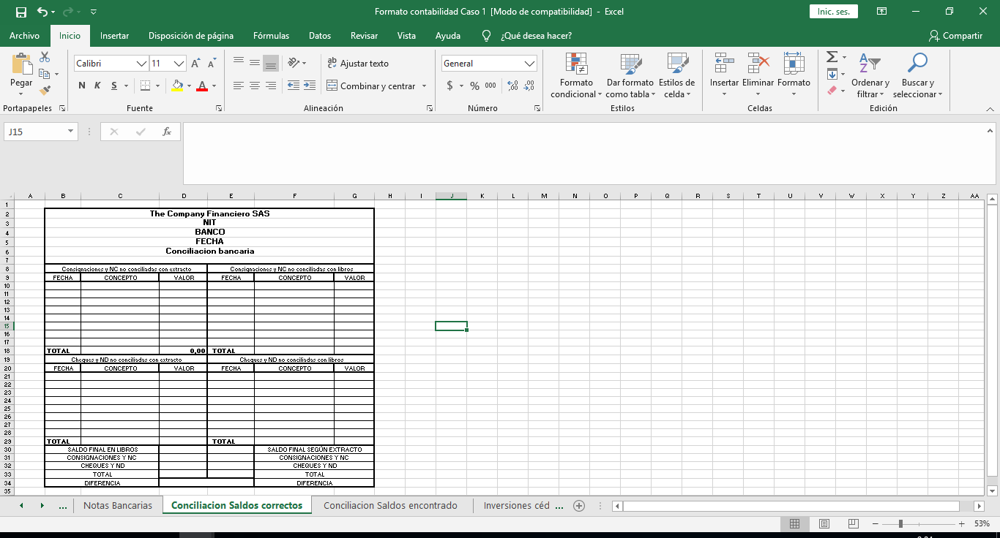 Formato contabilidad Caso 1 [Modo de compatibilidad] - Excel
Inic. ses.
Archivo Inicio Insertar Disposición de página Fórmulas Datos Revisar Vista Ayuda ¿Qué desea hacer? Compartir
Pegar
Portapapeles
Calibri 11
N K S
Fuente
Ajustar texto
Combinar y centrar
Alineación
General
$ % 000
Número
Formato condicional
Dar formato como tabla
Estilos de celda
Estilos
Insertar Eliminar Formato
Celdas
Ordenar y filtrar
Buscar y seleccionar
Edición
J15
fx
A B C D E F G H I J K L M N O P Q R S T U V W X Y Z AA
1
2 The Company Financiero SAS
3 NIT
4 BANCO
5 FECHA
6 Conciliacion bancaria
7
8 Consignaciones y NC no conciliadas con extracto Consignaciones y NC no conciliadas con libros
9 FECHA CONCEPTO VALOR FECHA CONCEPTO VALOR
10
11
12
13
14
15
16
17
18 TOTAL 0,00 TOTAL
19 Cheques y ND no conciliadas con extracto Cheques y ND no conciliadas con libros
20 FECHA CONCEPTO VALOR FECHA CONCEPTO VALOR
21
22
23
24
25
26
27
28
29 TOTAL TOTAL
30 SALDO FINAL EN LIBROS SALDO FINAL SEGÚN EXTRACTO
31 CONSIGNACIONES Y NC CONSIGNACIONES Y NC
32 CHEQUES Y ND CHEQUES Y ND
33 TOTAL TOTAL
34 DIFERENCIA DIFERENCIA
35
... Notas Bancarias Conciliacion Saldos correctos Conciliacion Saldos encontrado Inversiones céd ...
53%